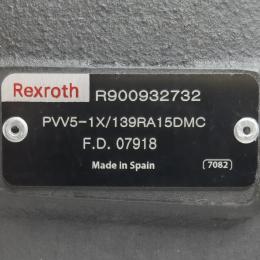 Rexroth R900932732
PVV5-1X/139RA15DMC
F.D. 07918
Made in Spain 7082